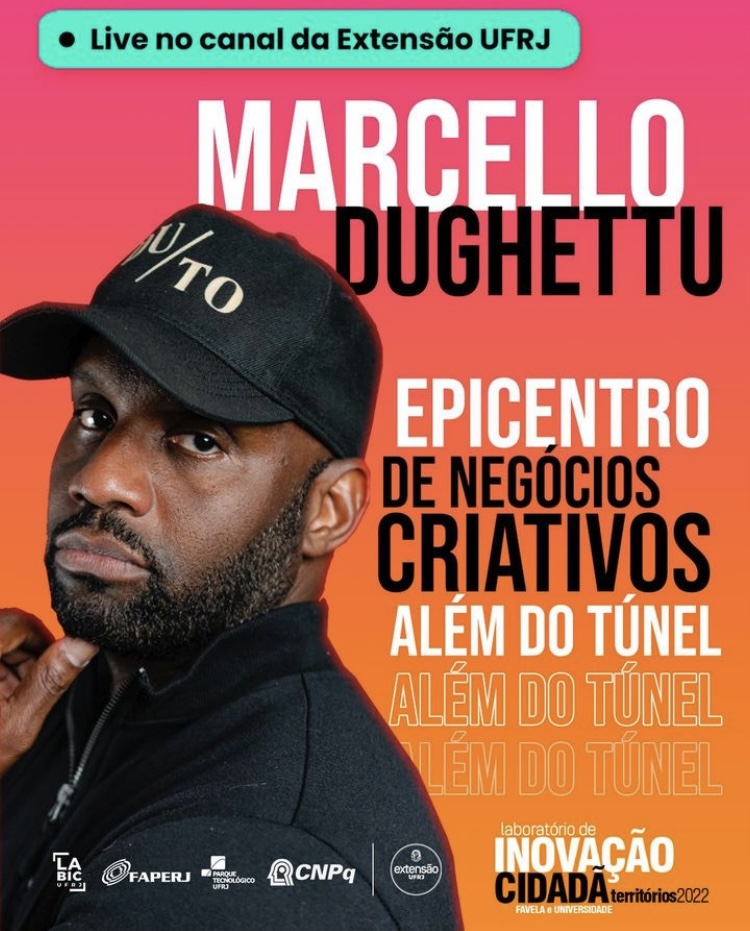 • Live no canal da Extensão UFRJ
MARCELLO
DUGHETTU
U/
TO
EPICENTRO
DE NEGÓCIOS
CRIATIVOS
ALÉM DO TÚNEL
ALÉM DO TÚNEL
ALÉM DO TÚNEL
LA
BIC
UFRJ
FAPERJ
PARQUE
TECNOLÓGICO
UFRJ
CNPq
extensão
UFRJ
laboratório de
INOVAÇÃO
CIDADÃ territórios2022
FAVELA e UNIVERSIDADE